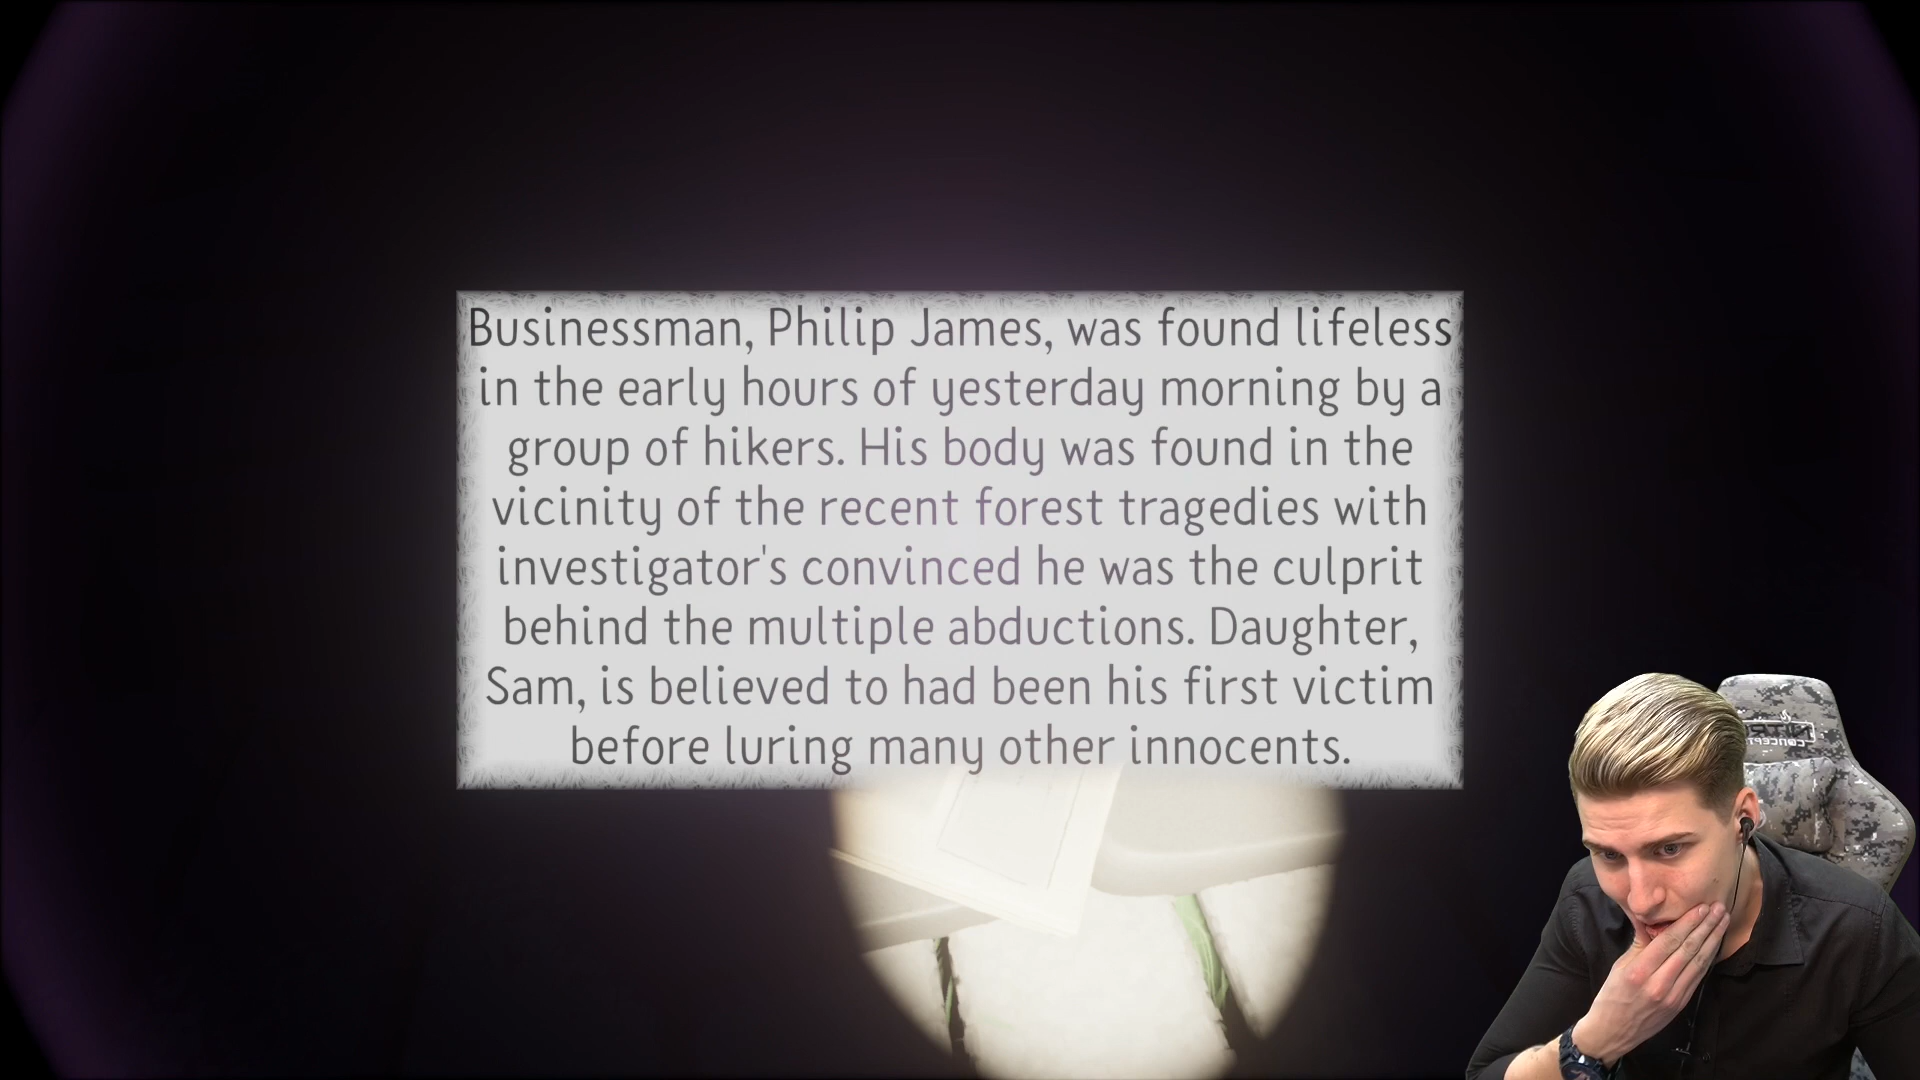 Businessman, Philip James, was found lifeless
in the early hours of yesterday morning by a
group of hikers. His body was found in the
vicinity of the recent forest tragedies with
investigator's convinced he was the culprit
behind the multiple abductions. Daughter,
Sam, is believed to had been his first victim
before luring many other innocents.
NITRO
CONCEPTS